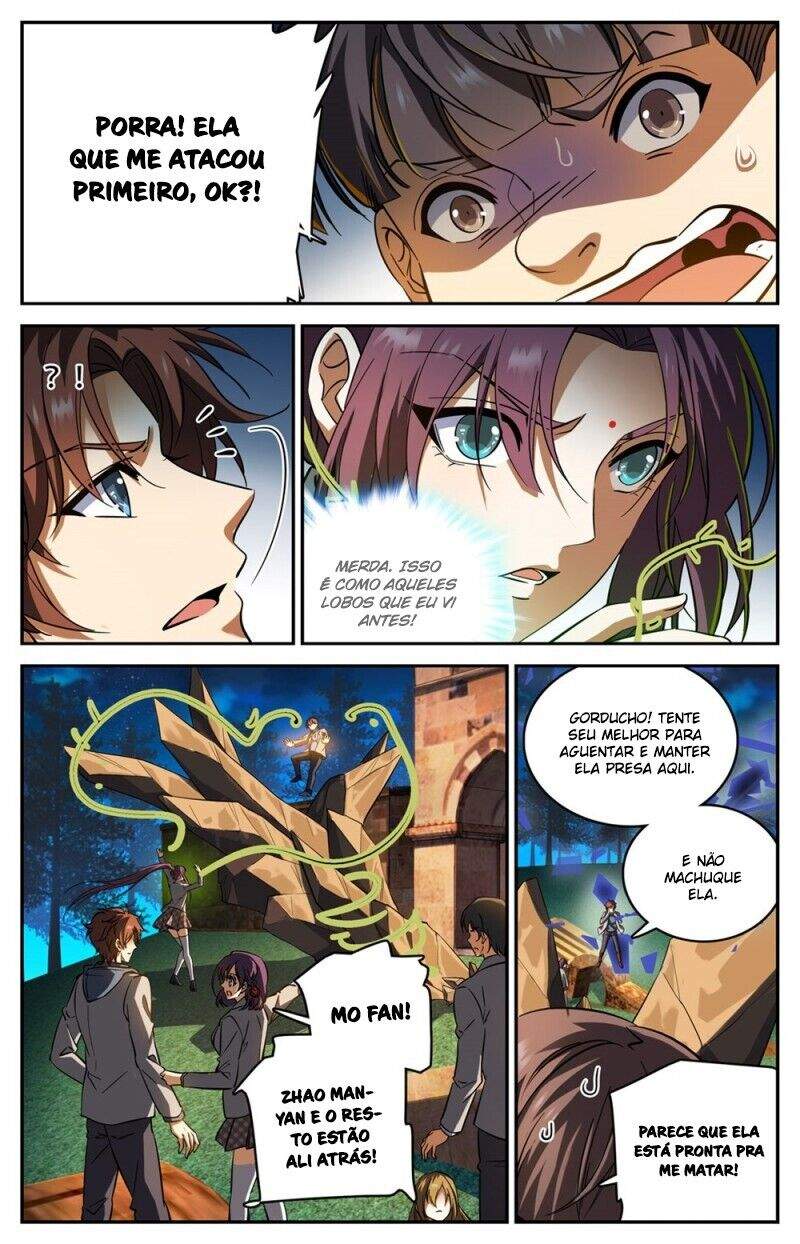 PORRA! ELA
QUE ME ATACOU
PRIMEIRO, OK?!
?!
MERDA. ISSO
É COMO AQUELES
LOBOS QUE EU VI
ANTES!
MO FAN!
ZHAO MAN-
YAN E O RES-
TO ESTÃO
ALI ATRÁS!
GORDUCHO! TENTE
SEU MELHOR PARA
AGUENTAR E MANTER
ELA PRESA AQUI.
E NÃO
MACHUQUE
ELA.
PARECE QUE ELA
ESTÁ PRONTA PRA
ME MATAR!